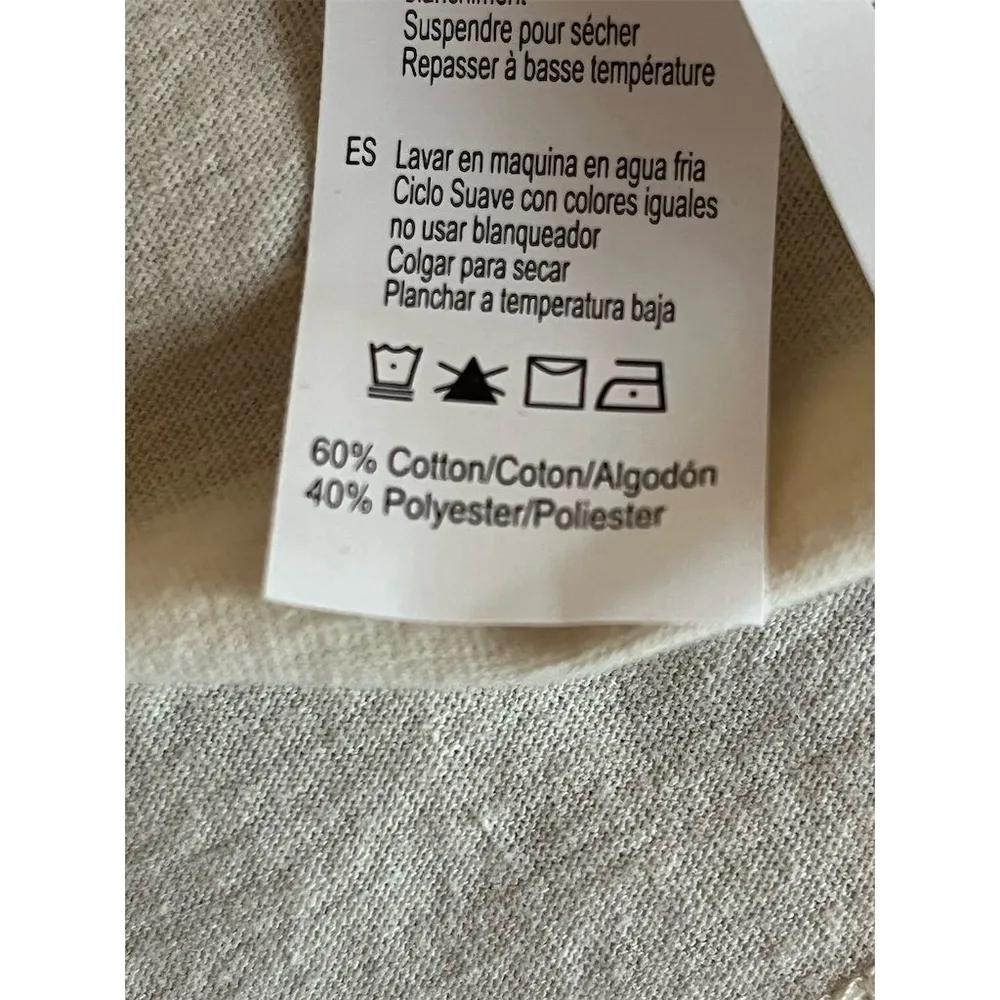 Suspendre pour sécher
Repasser à basse température
ES Lavar en maquina en agua fria
Ciclo Suave con colores iguales
no usar blanqueador
Colgar para secar
Planchar a temperatura baja
60% Cotton/Coton/Algodón
40% Polyester/Poliester